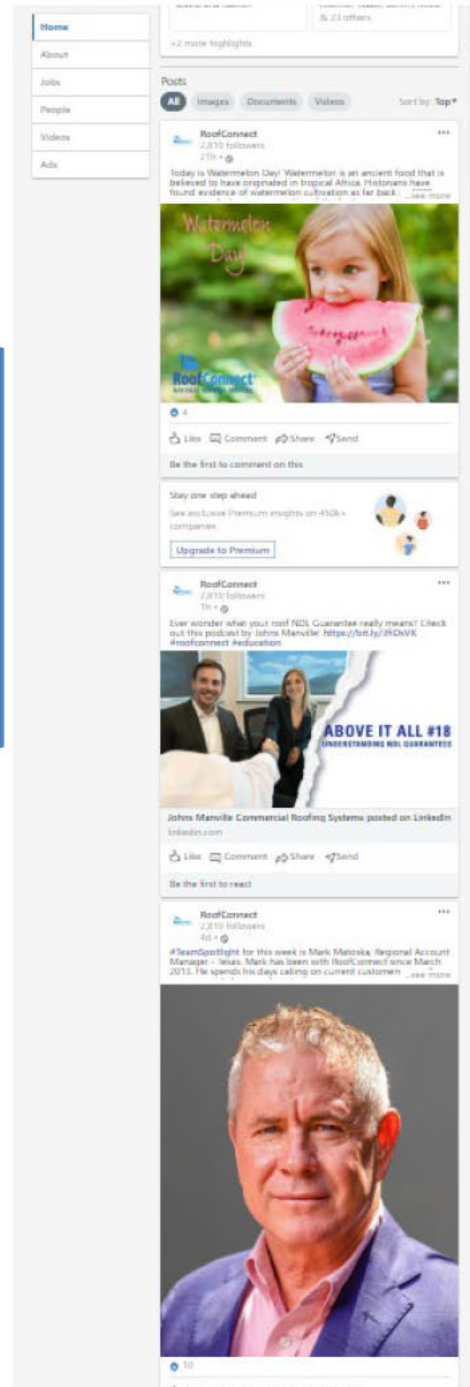 & 23 others
+2 more highlights
Home
About
Jobs
People
Videos
Ads
Posts
All
Images
Documents
Videos
Sort by: Top
RoofConnect
2,819 followers
21h •
Today is Watermelon Day! Watermelon is an ancient food that is
believed to have originated in tropical Africa. Historians have
found evidence of watermelon cultivation as far back ...see more
Watermelon
Day!
RoofConnect
4
Like Comment Share Send
Be the first to comment on this
Stay one step ahead
See exclusive Premium insights on 450k+
companies
Upgrade to Premium
RoofConnect
2,819 followers
1h •
Ever wonder what your roof NDL Guarantee really means? Check
out this podcast by Johns Manville!
#roofconnect #education
ABOVE IT ALL #18
UNDERSTANDING NDL GUARANTEES
Johns Manville Commercial Roofing Systems posted on LinkedIn
linkedin.com
Like Comment Share Send
Be the first to react
RoofConnect
2,819 followers
4d •
#TeamSpotlight for this week is Mark Matoska, Regional Account
Manager - Texas. Mark has been with RoofConnect since March
2013. He spends his days calling on current customers ...see more